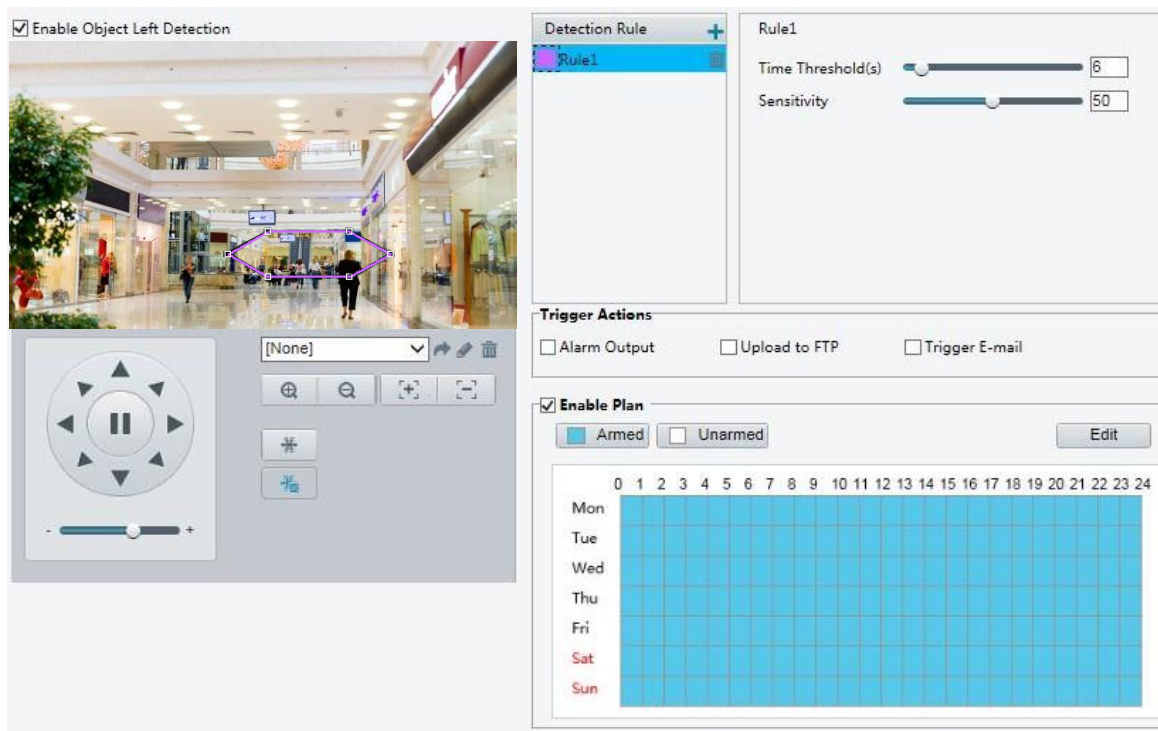 Enable Object Left Detection
[None]
- +
Detection Rule +
Rule1
Rule1
Time Threshold(s) 6
Sensitivity 50
Trigger Actions
Alarm Output Upload to FTP Trigger E-mail
Enable Plan
Armed Unarmed Edit
0 1 2 3 4 5 6 7 8 9 10 11 12 13 14 15 16 17 18 19 20 21 22 23 24
Mon
Tue
Wed
Thu
Fri
Sat
Sun